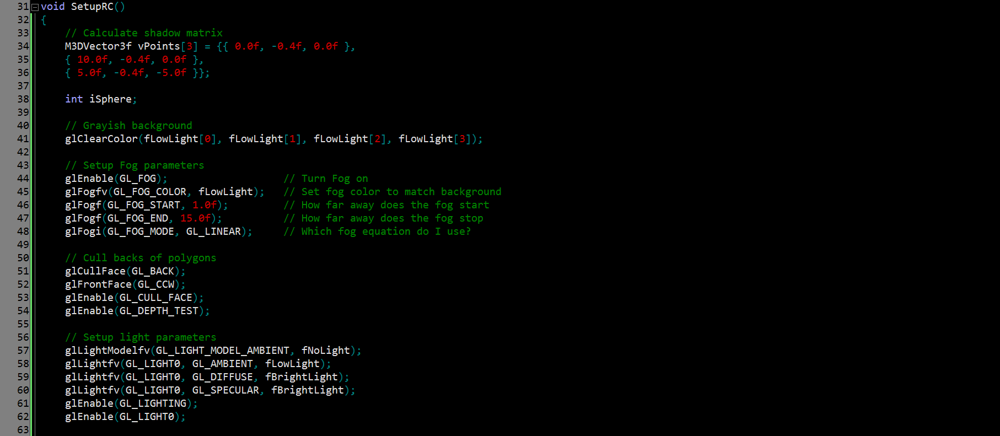 31 void SetupRC()
32 {
33 // Calculate shadow matrix
34 M3DVector3f vPoints[3] = {{ 0.0f, -0.4f, 0.0f },
35 { 10.0f, -0.4f, 0.0f },
36 { 5.0f, -0.4f, -5.0f }};
37
38 int iSphere;
39
40 // Grayish background
41 glClearColor(fLowLight[0], fLowLight[1], fLowLight[2], fLowLight[3]);
42
43 // Setup Fog parameters
44 glEnable(GL_FOG); // Turn Fog on
45 glFogfv(GL_FOG_COLOR, fLowLight); // Set fog color to match background
46 glFogf(GL_FOG_START, 1.0f); // How far away does the fog start
47 glFogf(GL_FOG_END, 15.0f); // How far away does the fog stop
48 glFogi(GL_FOG_MODE, GL_LINEAR); // Which fog equation do I use?
49
50 // Cull backs of polygons
51 glCullFace(GL_BACK);
52 glFrontFace(GL_CCW);
53 glEnable(GL_CULL_FACE);
54 glEnable(GL_DEPTH_TEST);
55
56 // Setup light parameters
57 glLightModelfv(GL_LIGHT_MODEL_AMBIENT, fNoLight);
58 glLightfv(GL_LIGHT0, GL_AMBIENT, fLowLight);
59 glLightfv(GL_LIGHT0, GL_DIFFUSE, fBrightLight);
60 glLightfv(GL_LIGHT0, GL_SPECULAR, fBrightLight);
61 glEnable(GL_LIGHTING);
62 glEnable(GL_LIGHT0);
63